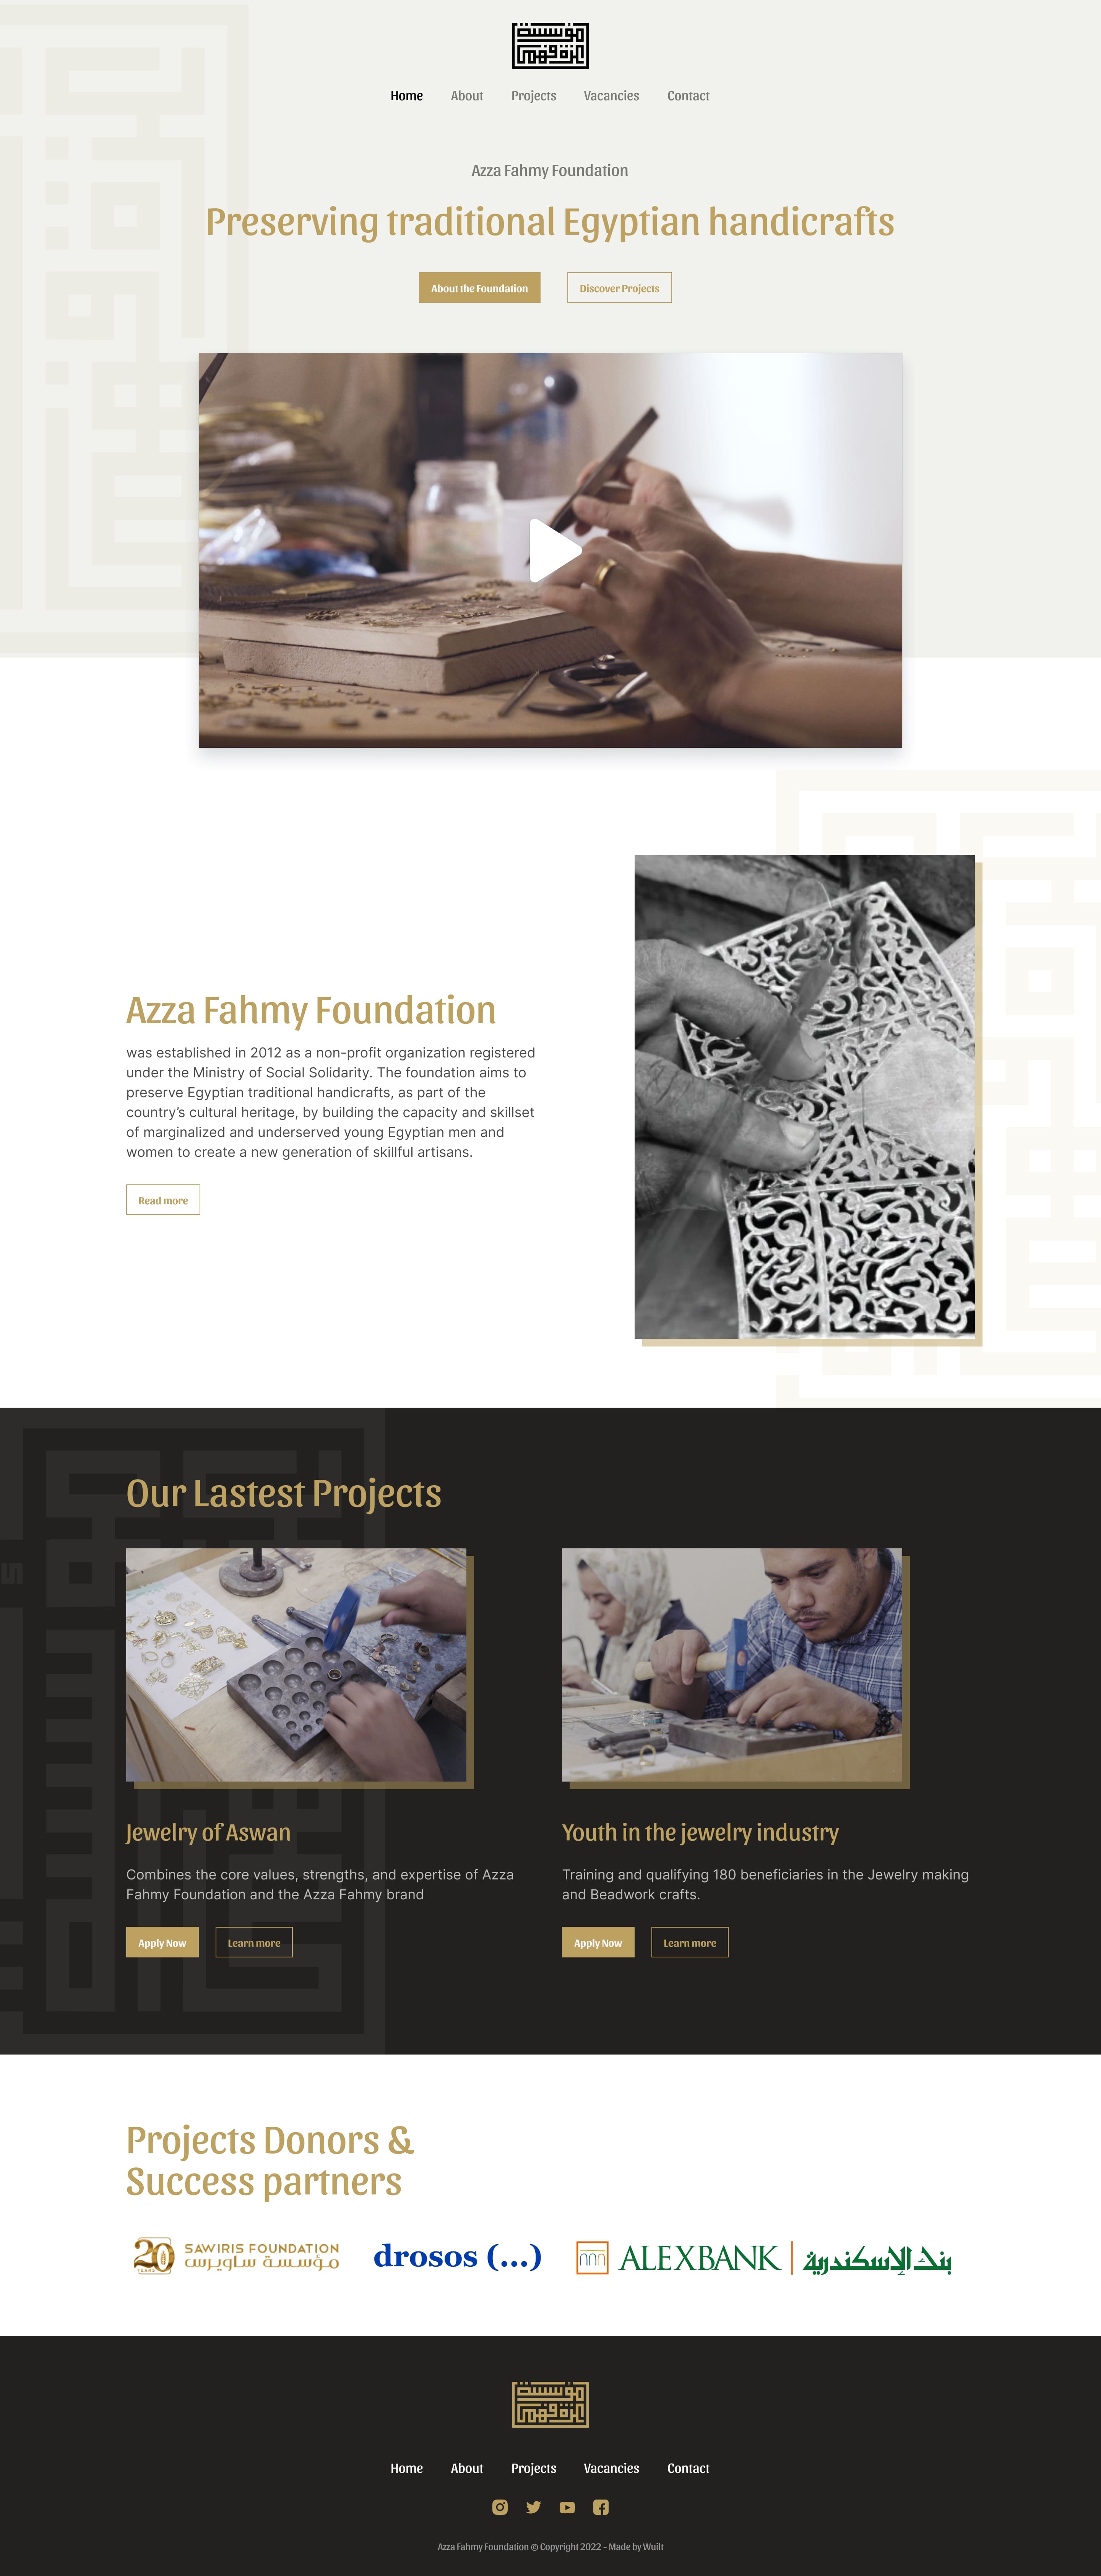 مؤسسة
عزة فهمي
Home About Projects Vacancies Contact
Azza Fahmy Foundation
Preserving traditional Egyptian handicrafts
About the Foundation Discover Projects
Azza Fahmy Foundation
was established in 2012 as a non-profit organization registered
under the Ministry of Social Solidarity. The foundation aims to
preserve Egyptian traditional handicrafts, as part of the
country’s cultural heritage, by building the capacity and skillset
of marginalized and underserved young Egyptian men and
women to create a new generation of skillful artisans.
Read more
Our Lastest Projects
Jewelry of Aswan
Combines the core values, strengths, and expertise of Azza
Fahmy Foundation and the Azza Fahmy brand
Apply Now Learn more
Youth in the jewelry industry
Training and qualifying 180 beneficiaries in the Jewelry making
and Beadwork crafts.
Apply Now Learn more
Projects Donors &
Success partners
20 YEARS
SAWIRIS FOUNDATION
مؤسسة ساويرس
drosos (...)
ALEXBANK بنك الإسكندرية
مؤسسة
عزة فهمي
Home About Projects Vacancies Contact
Azza Fahmy Foundation © Copyright 2022 - Made by Wuilt